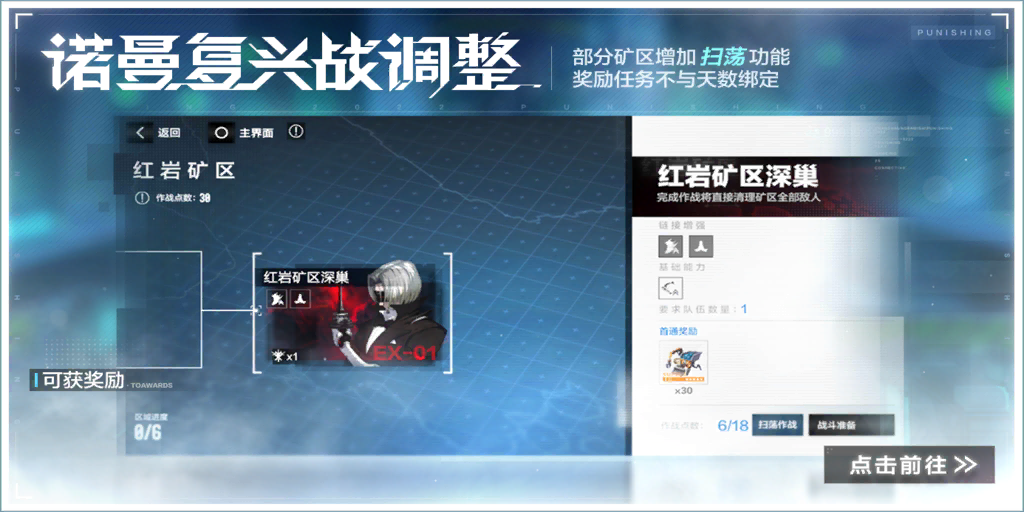 PUNISHING
诺曼复兴战调整
部分矿区增加 扫荡 功能
奖励任务不与天数绑定
返回
主界面
红岩矿区
作战点数: 30
红岩矿区深巢
x1
EX-01
可获奖励
· TOAWARDS
区域进度
0/6
红岩矿区深巢
完成作战将直接清理矿区全部敌人
链接增强
基础能力
要求队伍数量: 1
首通奖励
x30
作战点数: 6/18
扫荡作战
战斗准备
点击前往